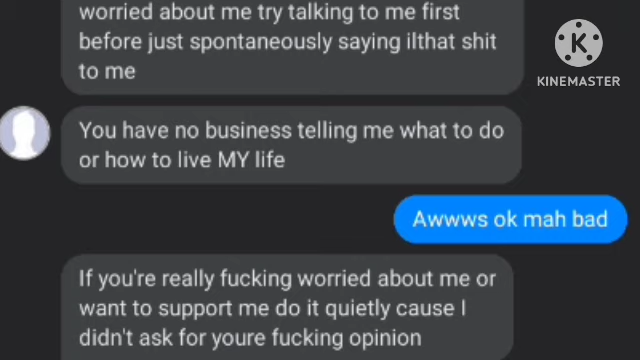 worried about me try talking to me first
before just spontaneously saying ilthat shit
to me
KINEMASTER
You have no business telling me what to do
or how to live MY life
Awwws ok mah bad
If you're really fucking worried about me or
want to support me do it quietly cause I
didn't ask for youre fucking opinion